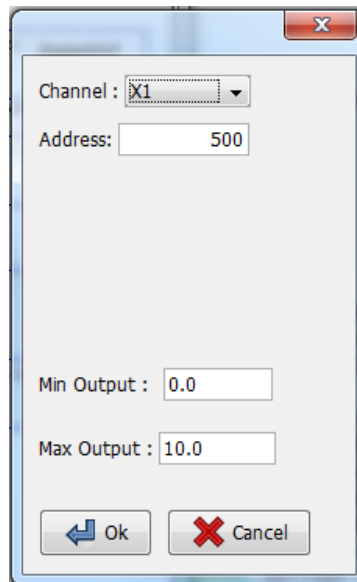 Channel : X1
Address: 500
Min Output : 0.0
Max Output : 10.0
Ok Cancel